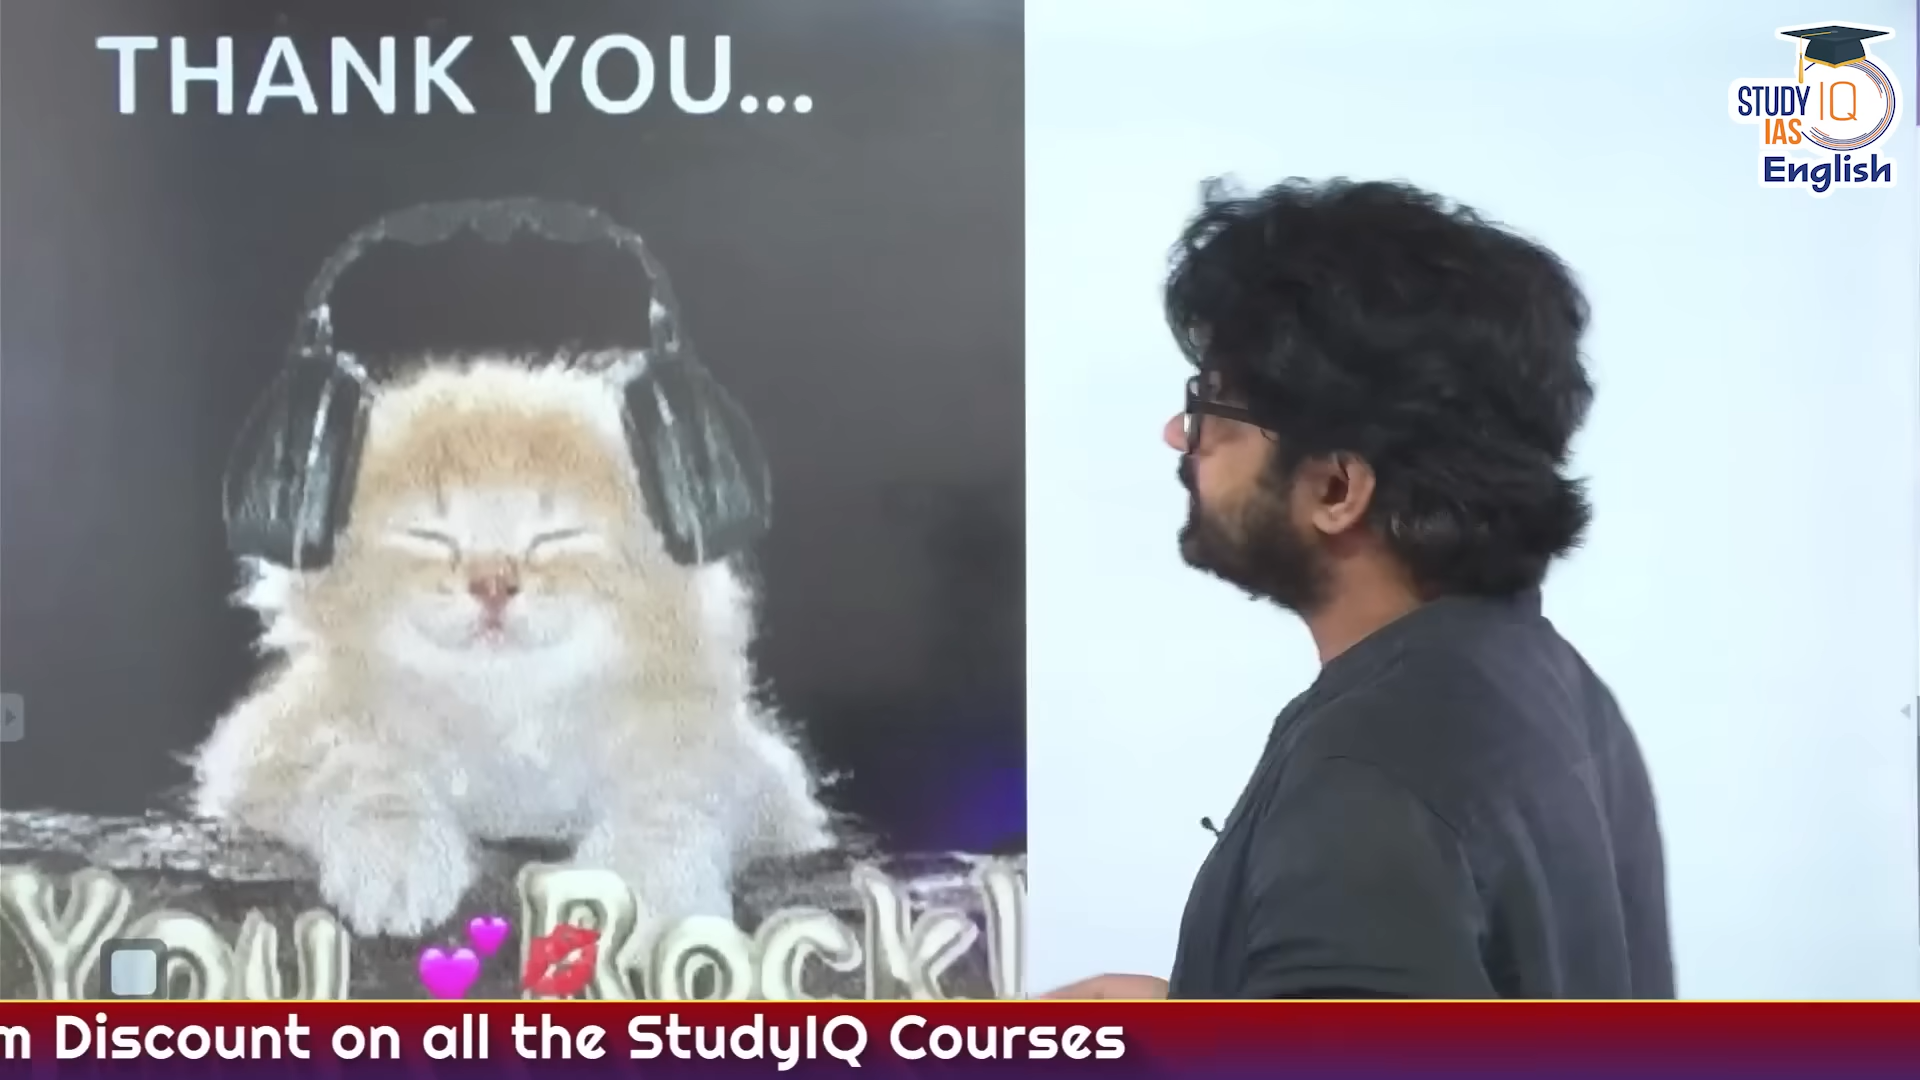 THANK YOU...
STUDY IQ
IAS
English
You Rock!
m Discount on all the StudyIQ Courses